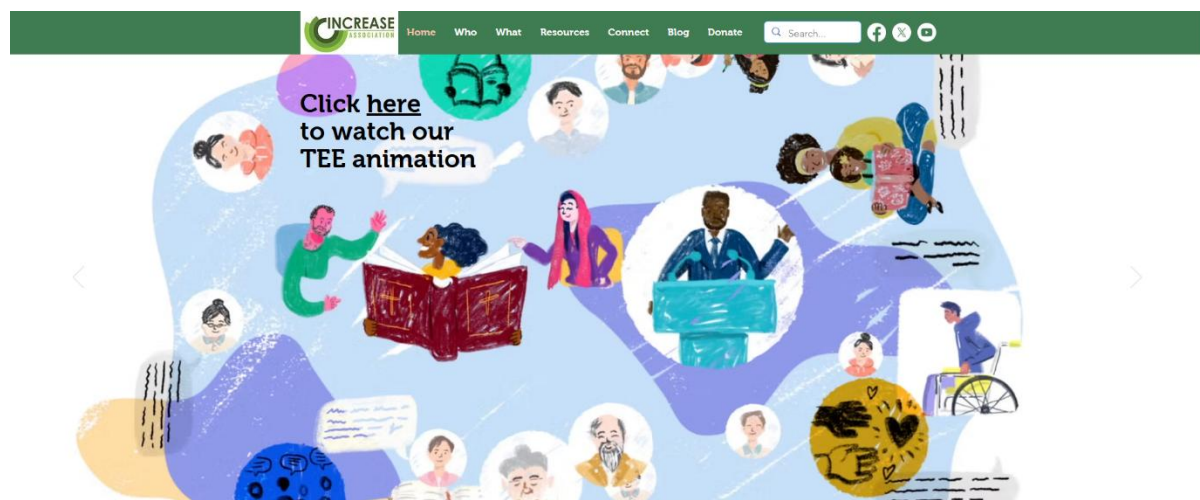 INCREASE
ASSOCIATION
Home Who What Resources Connect Blog Donate Search...
Click here
to watch our
TEE animation